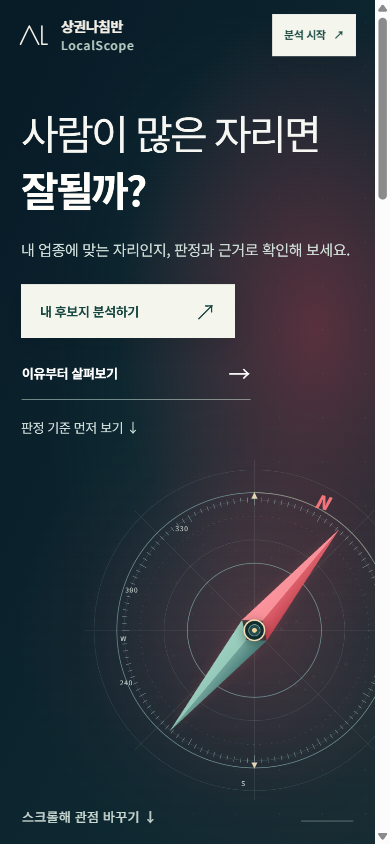 상권나침반
LocalScope
분석 시작 ↗
사람이 많은 자리면
잘될까?
내 업종에 맞는 자리인지, 판정과 근거로 확인해 보세요.
내 후보지 분석하기 ↗
이유부터 살펴보기 →
판정 기준 먼저 보기 ↓
N
330
300
W
240
S
스크롤해 관점 바꾸기 ↓